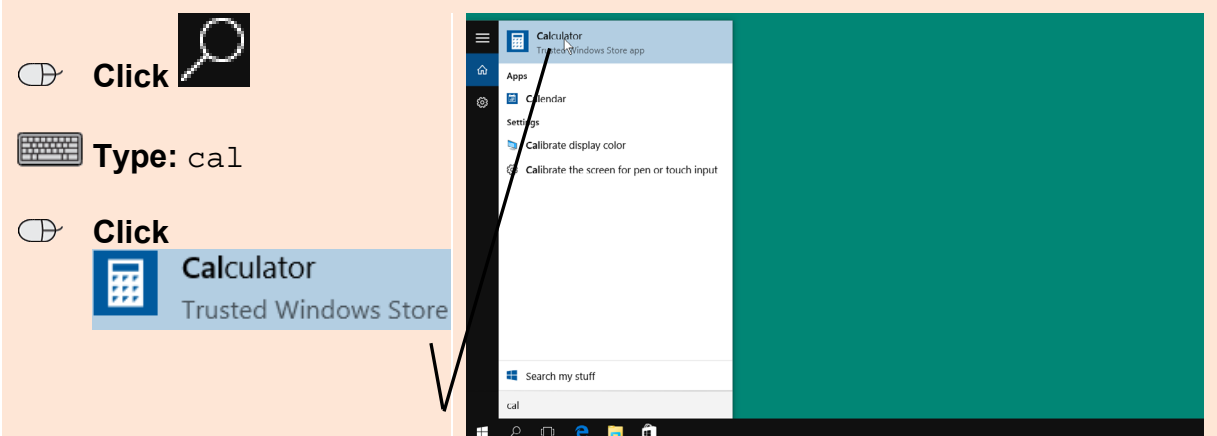 Click
Type: cal
Click
Calculator
Trusted Windows Store
Calculator
Trusted Windows Store app
Apps
Calendar
Settings
Calibrate display color
Calibrate the screen for pen or touch input
Search my stuff
cal